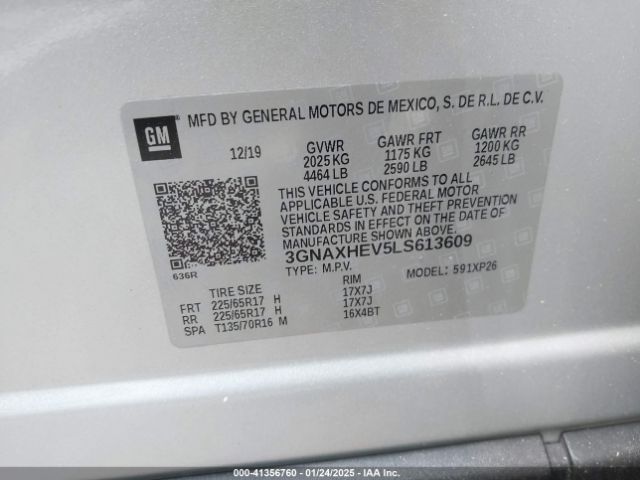 GM
MFD BY GENERAL MOTORS DE MEXICO, S. DE R.L. DE C.V.
12/19 GVWR GAWR FRT GAWR RR
2025 KG 1175 KG 1200 KG
4464 LB 2590 LB 2645 LB
THIS VEHICLE CONFORMS TO ALL
APPLICABLE U.S. FEDERAL MOTOR
VEHICLE SAFETY AND THEFT PREVENTION
STANDARDS IN EFFECT ON THE DATE OF
MANUFACTURE SHOWN ABOVE.
3GNAXHEV5LS613609
636R
TYPE: M.P.V. MODEL: 591XP26
TIRE SIZE RIM
FRT 225/65R17 H 17X7J
RR 225/65R17 H 17X7J
SPA T135/70R16 M 16X4BT
000-41356760 - 01/24/2025 - IAAI.COM